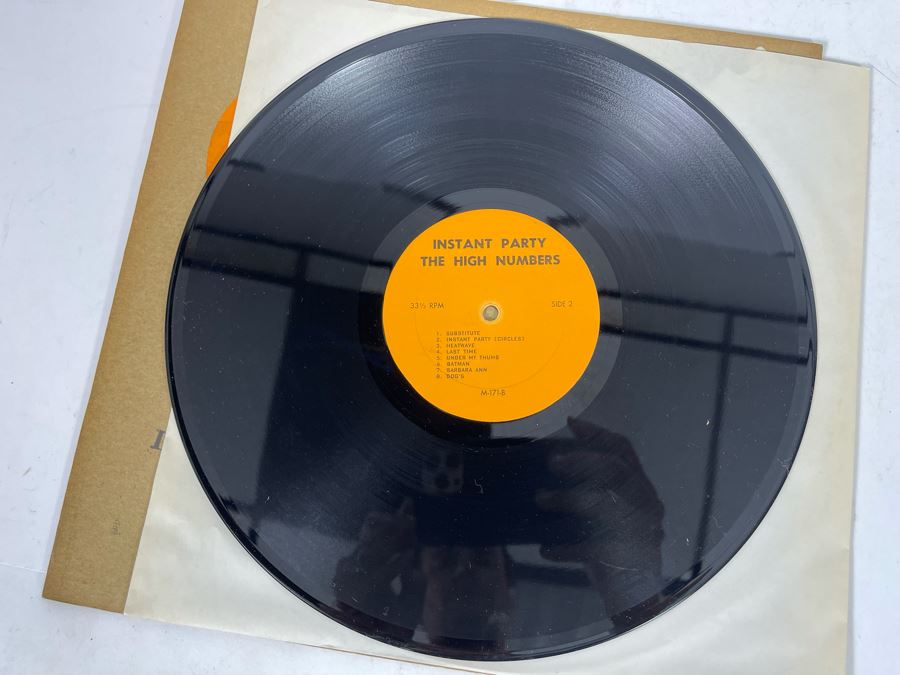 INSTANT PARTY
THE HIGH NUMBERS
33⅓ RPM SIDE 2
1. SUBSTITUTE
2. INSTANT PARTY (CIRCLES)
3. HEATWAVE
4. LAST TIME
5. UNDER MY THUMB
6. BATMAN
7. BARBARA ANN
8. DOG'S
M-171-B
I